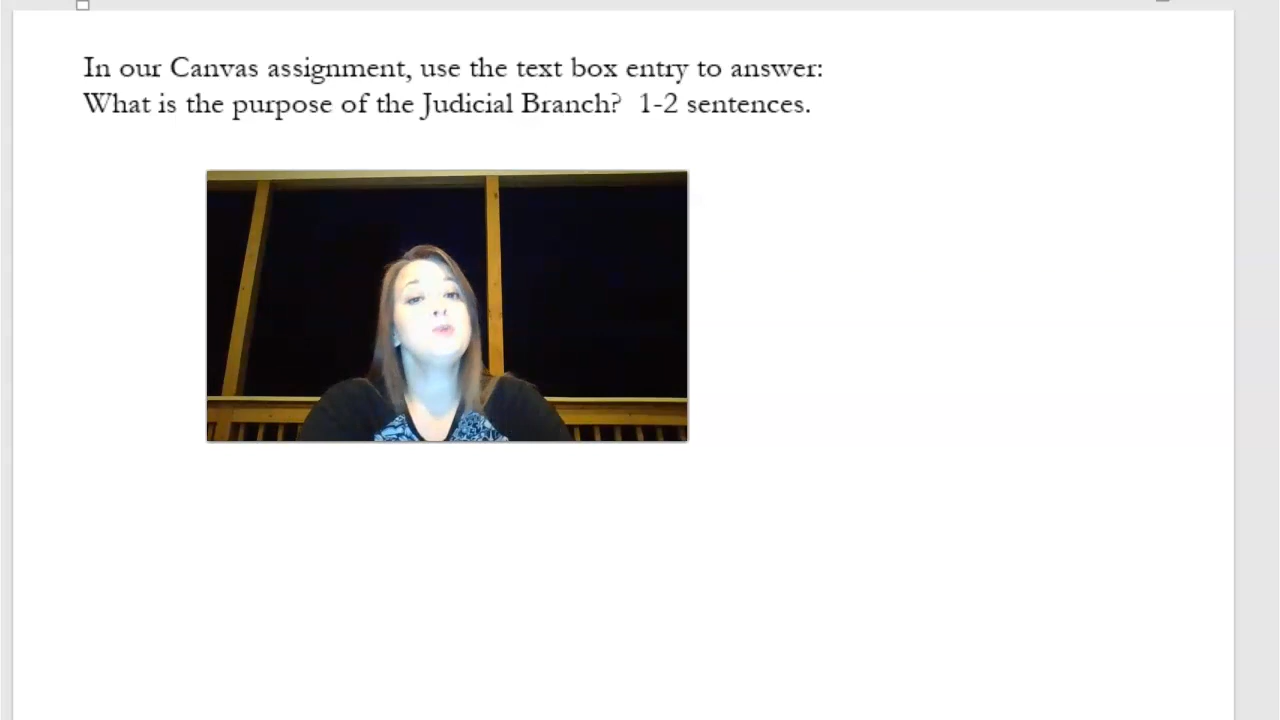 In our Canvas assignment, use the text box entry to answer:
What is the purpose of the Judicial Branch?  1-2 sentences.